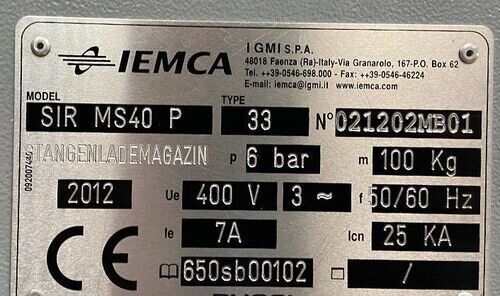 IEMCA
I GMI S.P.A.
48018 Faenza (Ra)-Italy-Via Granarolo, 167-P.O. Box 62
Tel. ++39-0546-698.000 - Fax: ++39-0546-46224
E-mail: iemca@igmi.it www.iemca.com
MODEL TYPE
SIR MS40 P 33 N° 021202MB01
STANGENLADEMAGAZIN p 6 bar m 100 Kg
2012 Ue 400 V 3 ~ f 50/60 Hz
CE Ie 7A Icn 25 KA
650sb00102 /